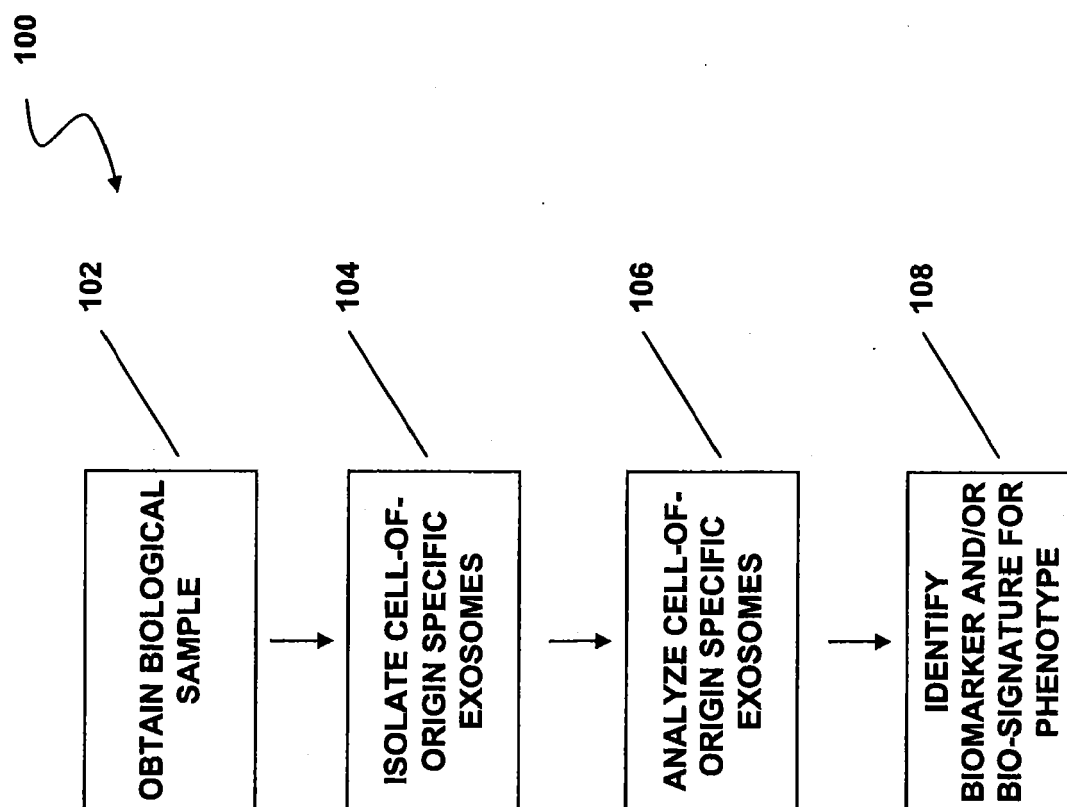 100
102
OBTAIN BIOLOGICAL
SAMPLE
104
ISOLATE CELL-OF-
ORIGIN SPECIFIC
EXOSOMES
106
ANALYZE CELL-OF-
ORIGIN SPECIFIC
EXOSOMES
108
IDENTIFY
BIOMARKER AND/OR
BIO-SIGNATURE FOR
PHENOTYPE